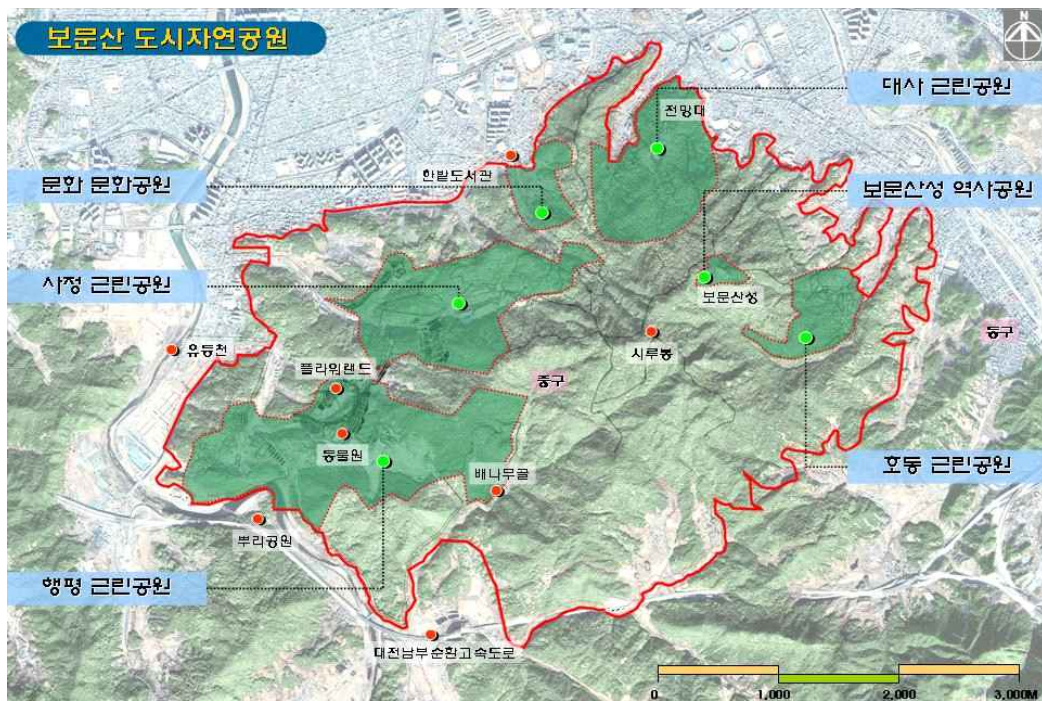 보문산 도시자연공원
N
대사 근린공원
전망대
한밭도서관
문화 문화공원
보문산성 역사공원
사정 근린공원
보문산성
유등천
시루봉
동구
플라워랜드
중구
동물원
배나무골
호동 근린공원
뿌리공원
행평 근린공원
대전남부순환고속도로
0 1,000 2,000 3,000M